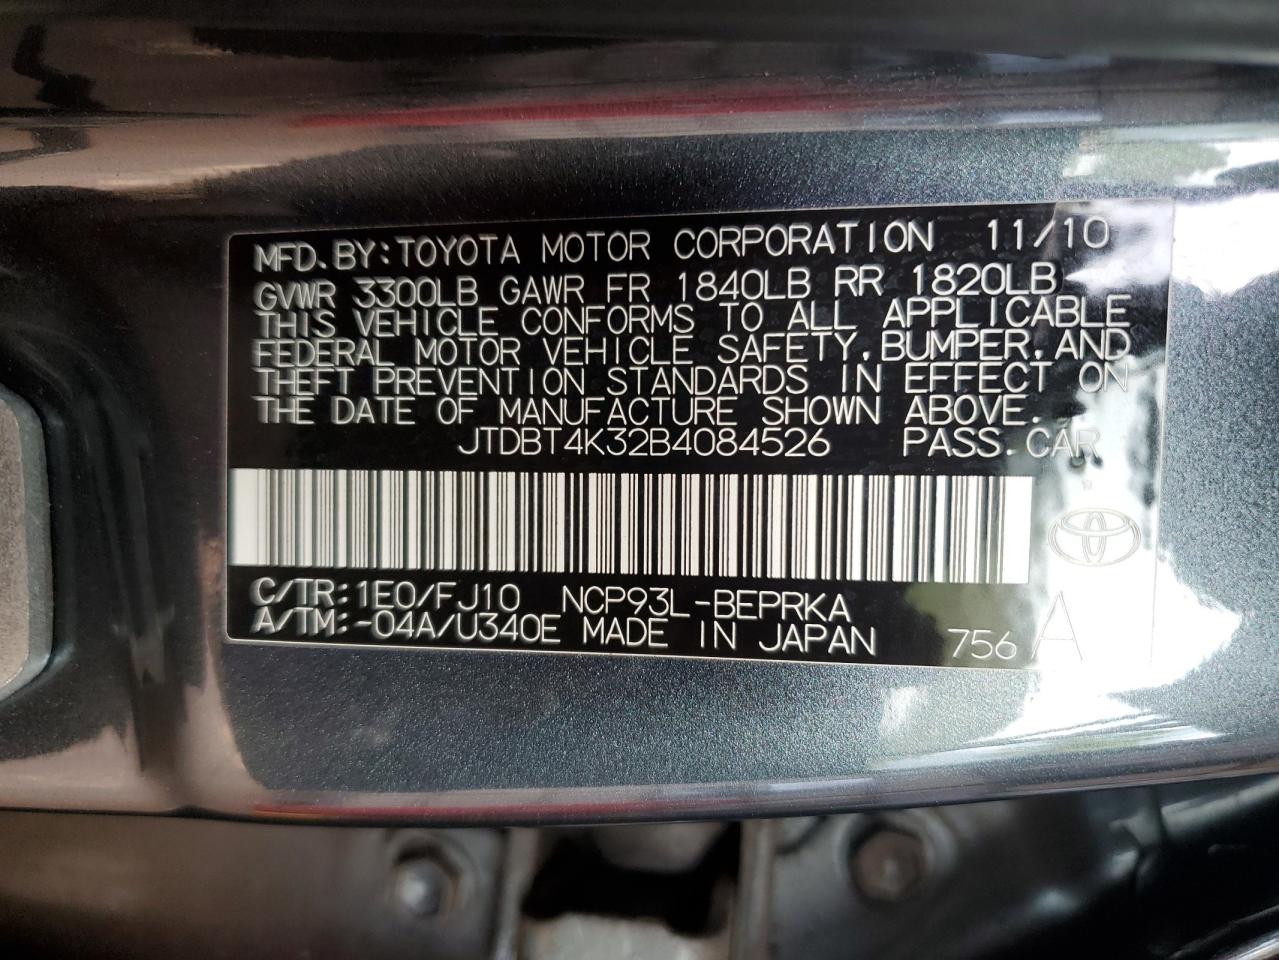 MFD. BY: TOYOTA MOTOR CORPORATION 11/10
GVWR 3300LB GAWR FR 1840LB RR 1820LB
THIS VEHICLE CONFORMS TO ALL APPLICABLE
FEDERAL MOTOR VEHICLE SAFETY, BUMPER, AND
THEFT PREVENTION STANDARDS IN EFFECT ON
THE DATE OF MANUFACTURE SHOWN ABOVE.
JTDBT4K32B4084526 PASS. CAR
C/TR: 1E0/FJ10 NCP93L-BEPRKA
A/TM: -04A/U340E MADE IN JAPAN 756 A